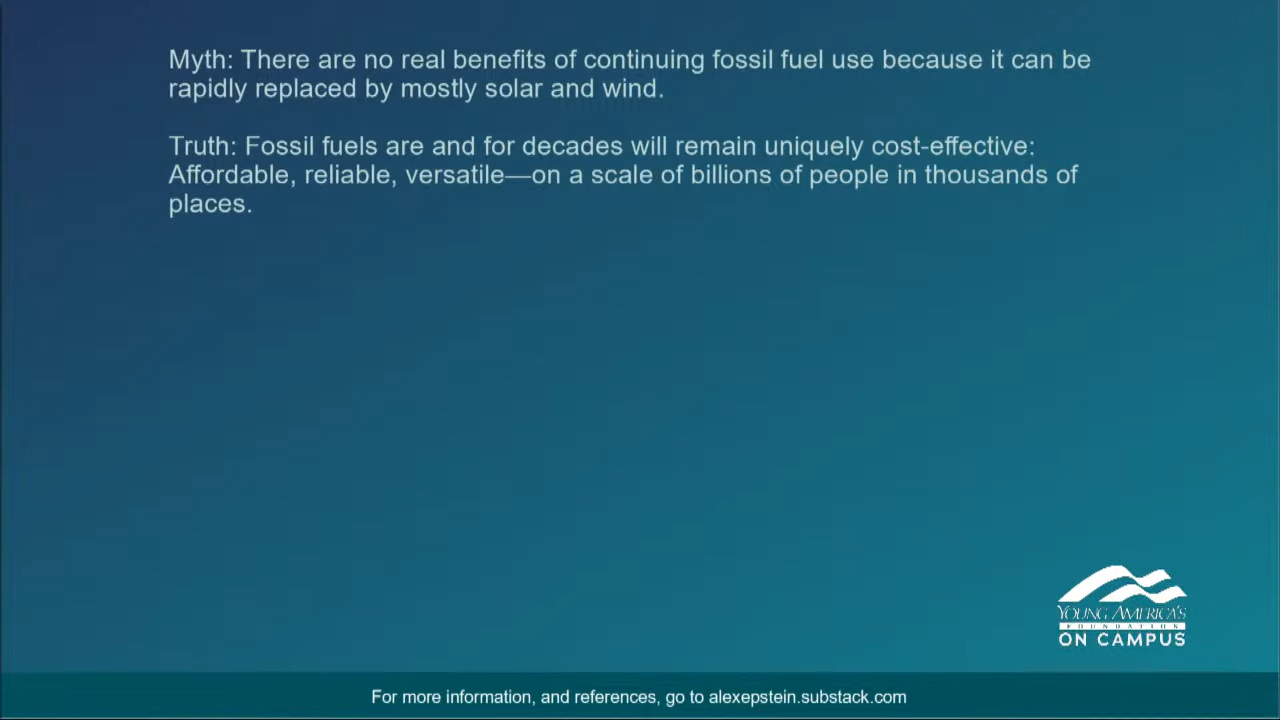 Myth: There are no real benefits of continuing fossil fuel use because it can be
rapidly replaced by mostly solar and wind.
Truth: Fossil fuels are and for decades will remain uniquely cost-effective:
Affordable, reliable, versatile—on a scale of billions of people in thousands of
places.
YOUNG AMERICA'S
FOUNDATION
ON CAMPUS
For more information, and references, go to alexepstein.substack.com